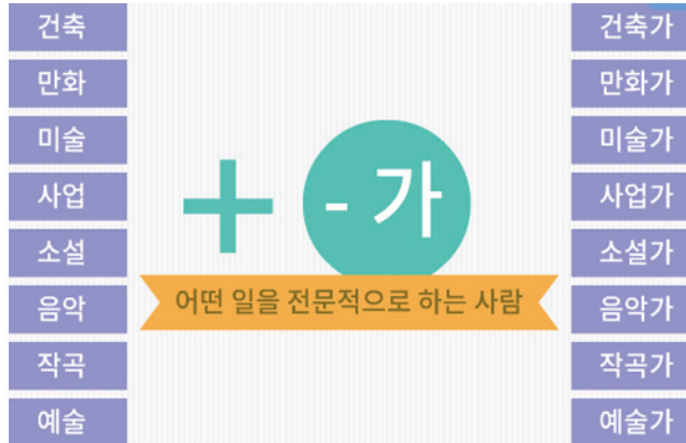 건축
만화
미술
사업
소설
음악
작곡
예술
+ - 가
어떤 일을 전문적으로 하는 사람
건축가
만화가
미술가
사업가
소설가
음악가
작곡가
예술가